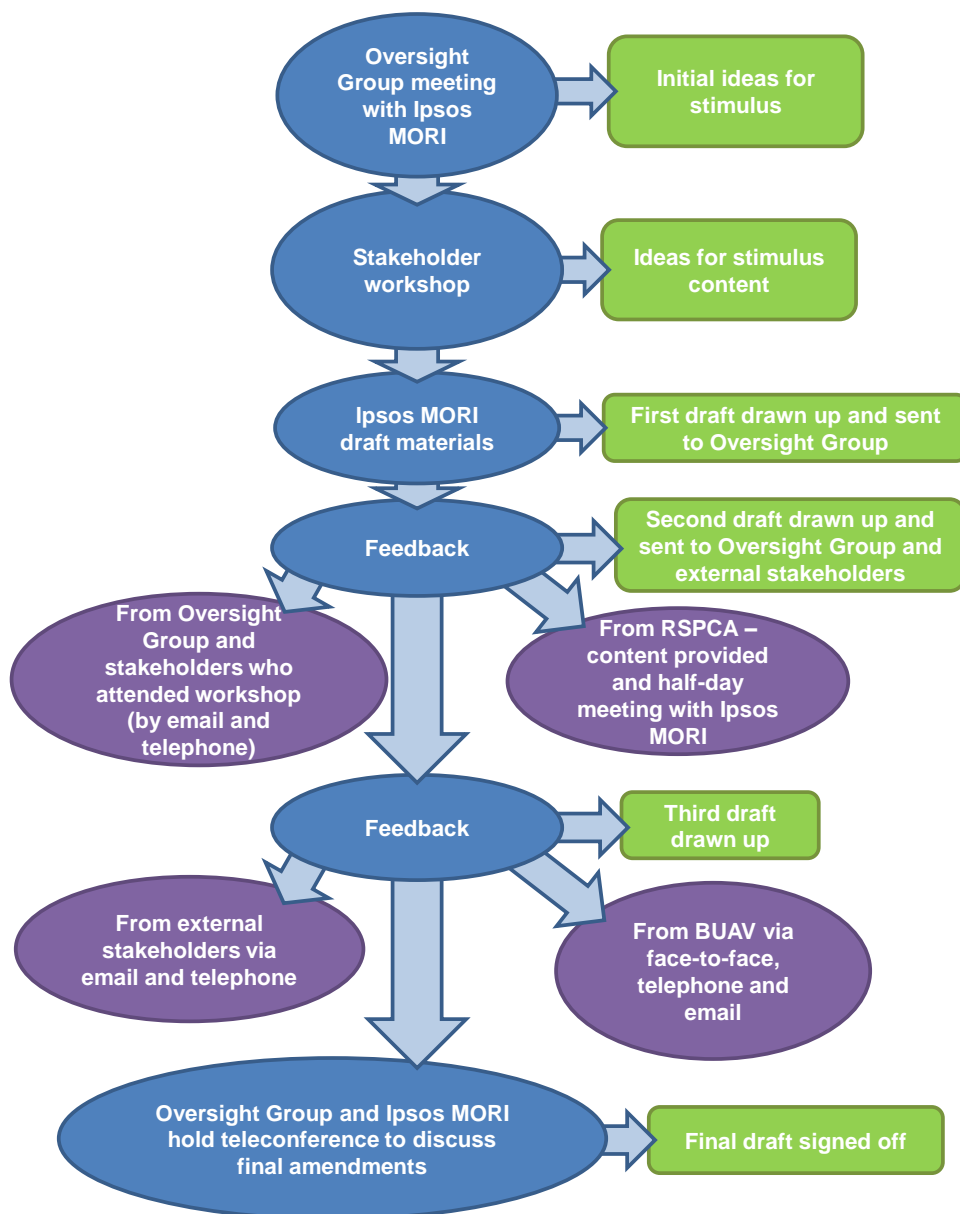 Oversight
Group meeting
with Ipsos
MORI
Initial ideas for
stimulus
Stakeholder
workshop
Ideas for stimulus
content
Ipsos MORI
draft materials
First draft drawn up and sent
to Oversight Group
Feedback
Second draft drawn up and
sent to Oversight Group and
external stakeholders
From Oversight
Group and
stakeholders who
attended workshop
(by email and
telephone)
From RSPCA –
content provided
and half-day
meeting with Ipsos
MORI
Feedback
Third draft
drawn up
From external
stakeholders via
email and telephone
From BUAV via
face-to-face,
telephone and
email
Oversight Group and Ipsos MORI
hold teleconference to discuss
final amendments
Final draft signed off